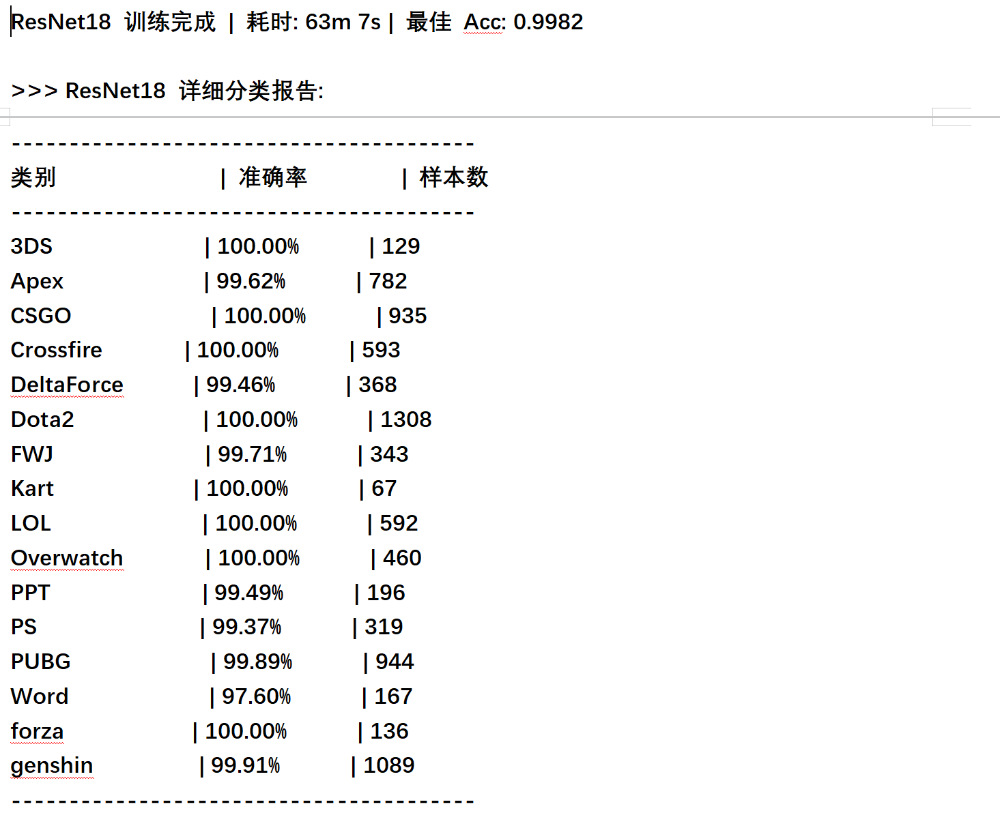 ResNet18 训练完成 | 耗时: 63m 7s | 最佳 Acc: 0.9982
>>> ResNet18 详细分类报告:
----------------------------------------
类别 | 准确率 | 样本数
----------------------------------------
3DS | 100.00% | 129
Apex | 99.62% | 782
CSGO | 100.00% | 935
Crossfire | 100.00% | 593
DeltaForce | 99.46% | 368
Dota2 | 100.00% | 1308
FWJ | 99.71% | 343
Kart | 100.00% | 67
LOL | 100.00% | 592
Overwatch | 100.00% | 460
PPT | 99.49% | 196
PS | 99.37% | 319
PUBG | 99.89% | 944
Word | 97.60% | 167
forza | 100.00% | 136
genshin | 99.91% | 1089
----------------------------------------